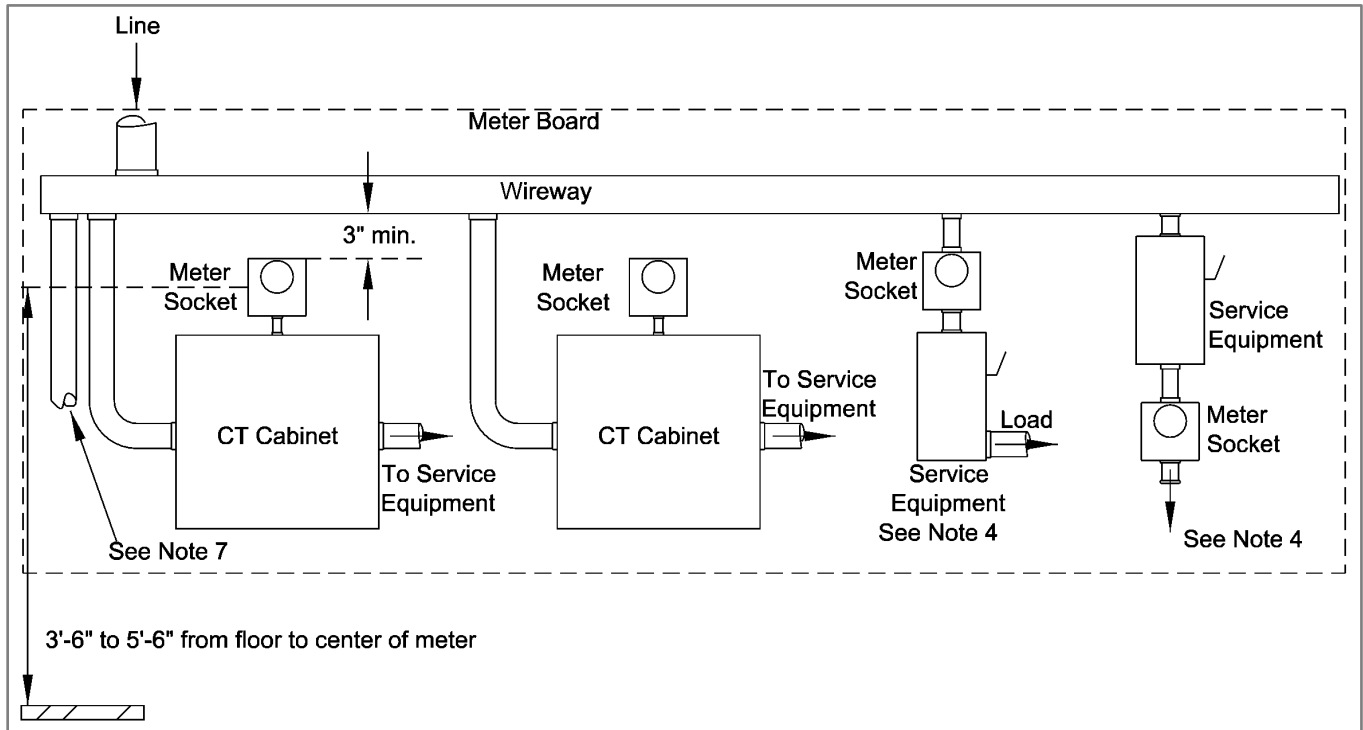 Line
Meter Board
Wireway
3" min.
Meter
Socket
Meter
Socket
Meter
Socket
Service
Equipment
CT Cabinet
To Service
Equipment
CT Cabinet
To Service
Equipment
Load
Meter
Socket
Service
Equipment
See Note 4
See Note 4
See Note 7
3'-6" to 5'-6" from floor to center of meter